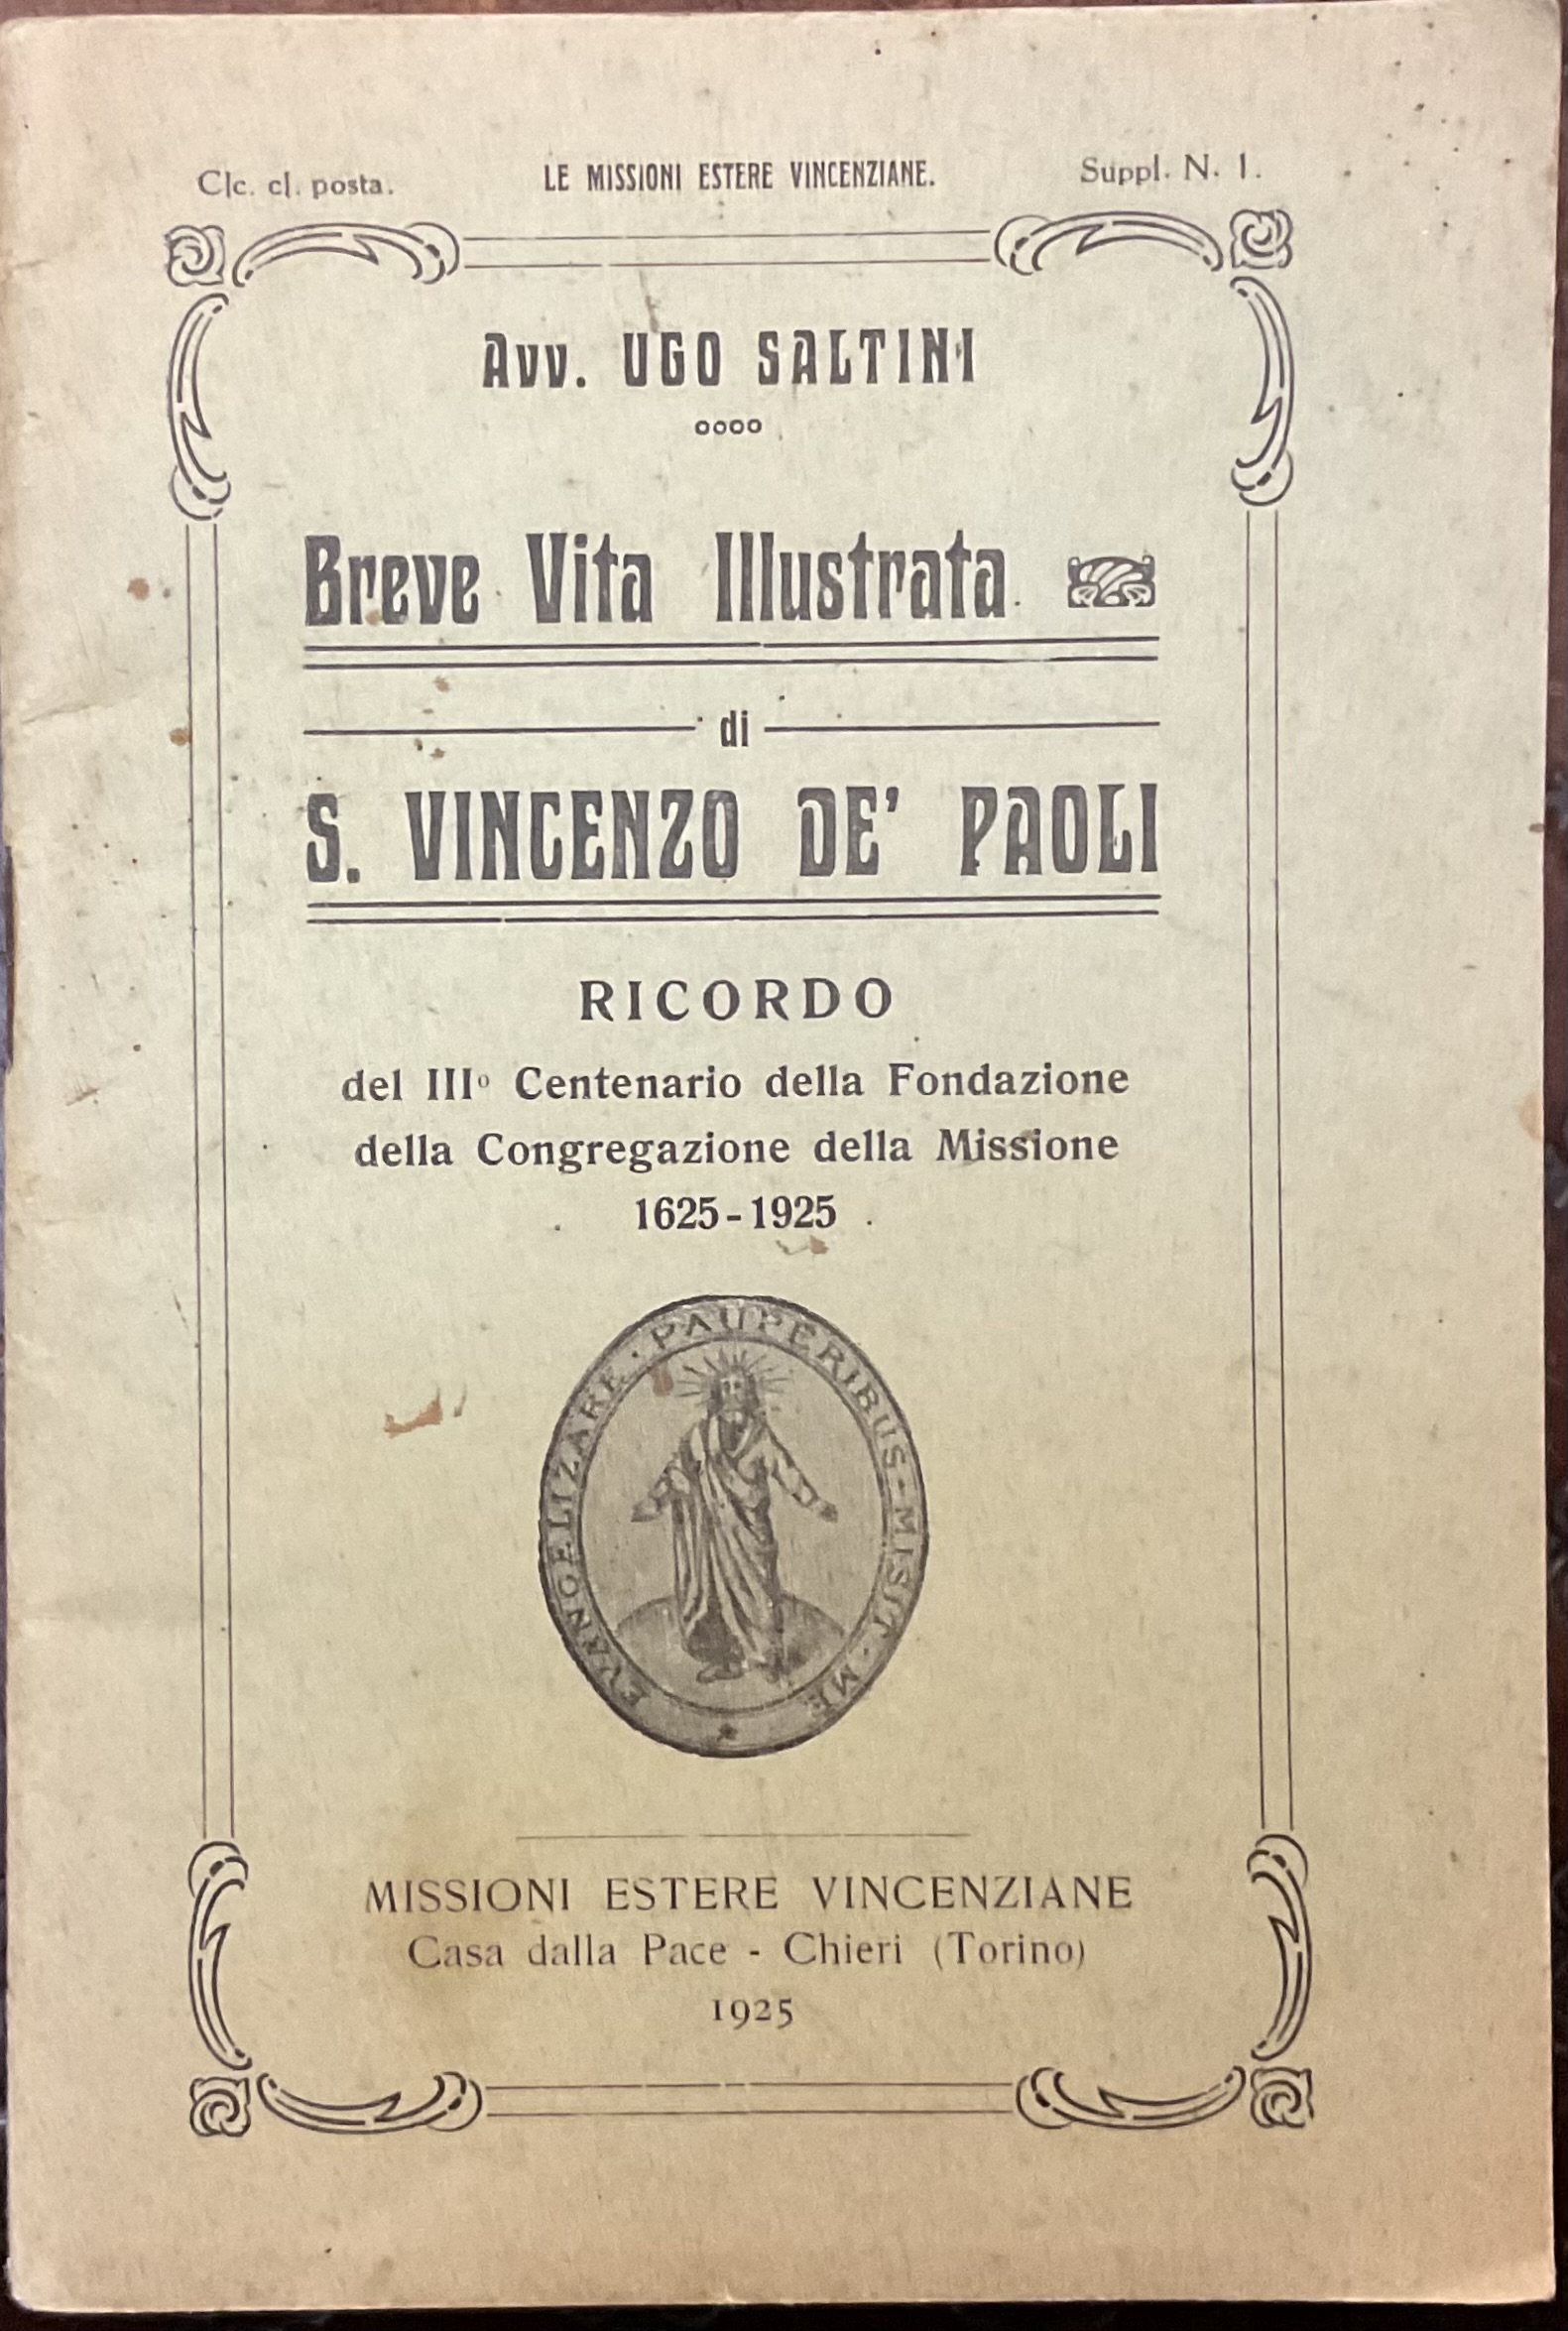 C|c. c|. posta.
LE MISSIONI ESTERE VINCENZIANE.
Suppl. N. 1.
Avv. UGO SALTINI
Breve Vita Illustrata
di
S. VINCENZO DE' PAOLI
RICORDO
del IIIº Centenario della Fondazione
della Congregazione della Missione
1625-1925
EVANGELIZARE · PAUPERIBUS · MISIT · ME
MISSIONI ESTERE VINCENZIANE
Casa dalla Pace - Chieri (Torino)
1925